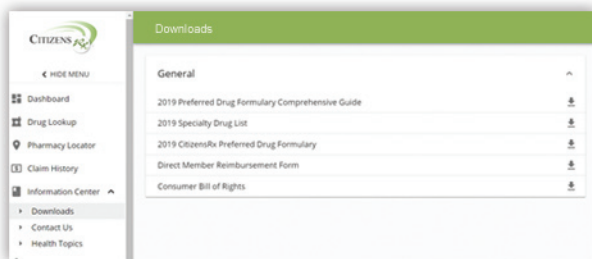 CITIZENS Rx
Downloads
HIDE MENU
Dashboard
Drug Lookup
Pharmacy Locator
Claim History
Information Center
Downloads
Contact Us
Health Topics
General
2019 Preferred Drug Formulary Comprehensive Guide
2019 Specialty Drug List
2019 CitizensRx Preferred Drug Formulary
Direct Member Reimbursement Form
Consumer Bill of Rights